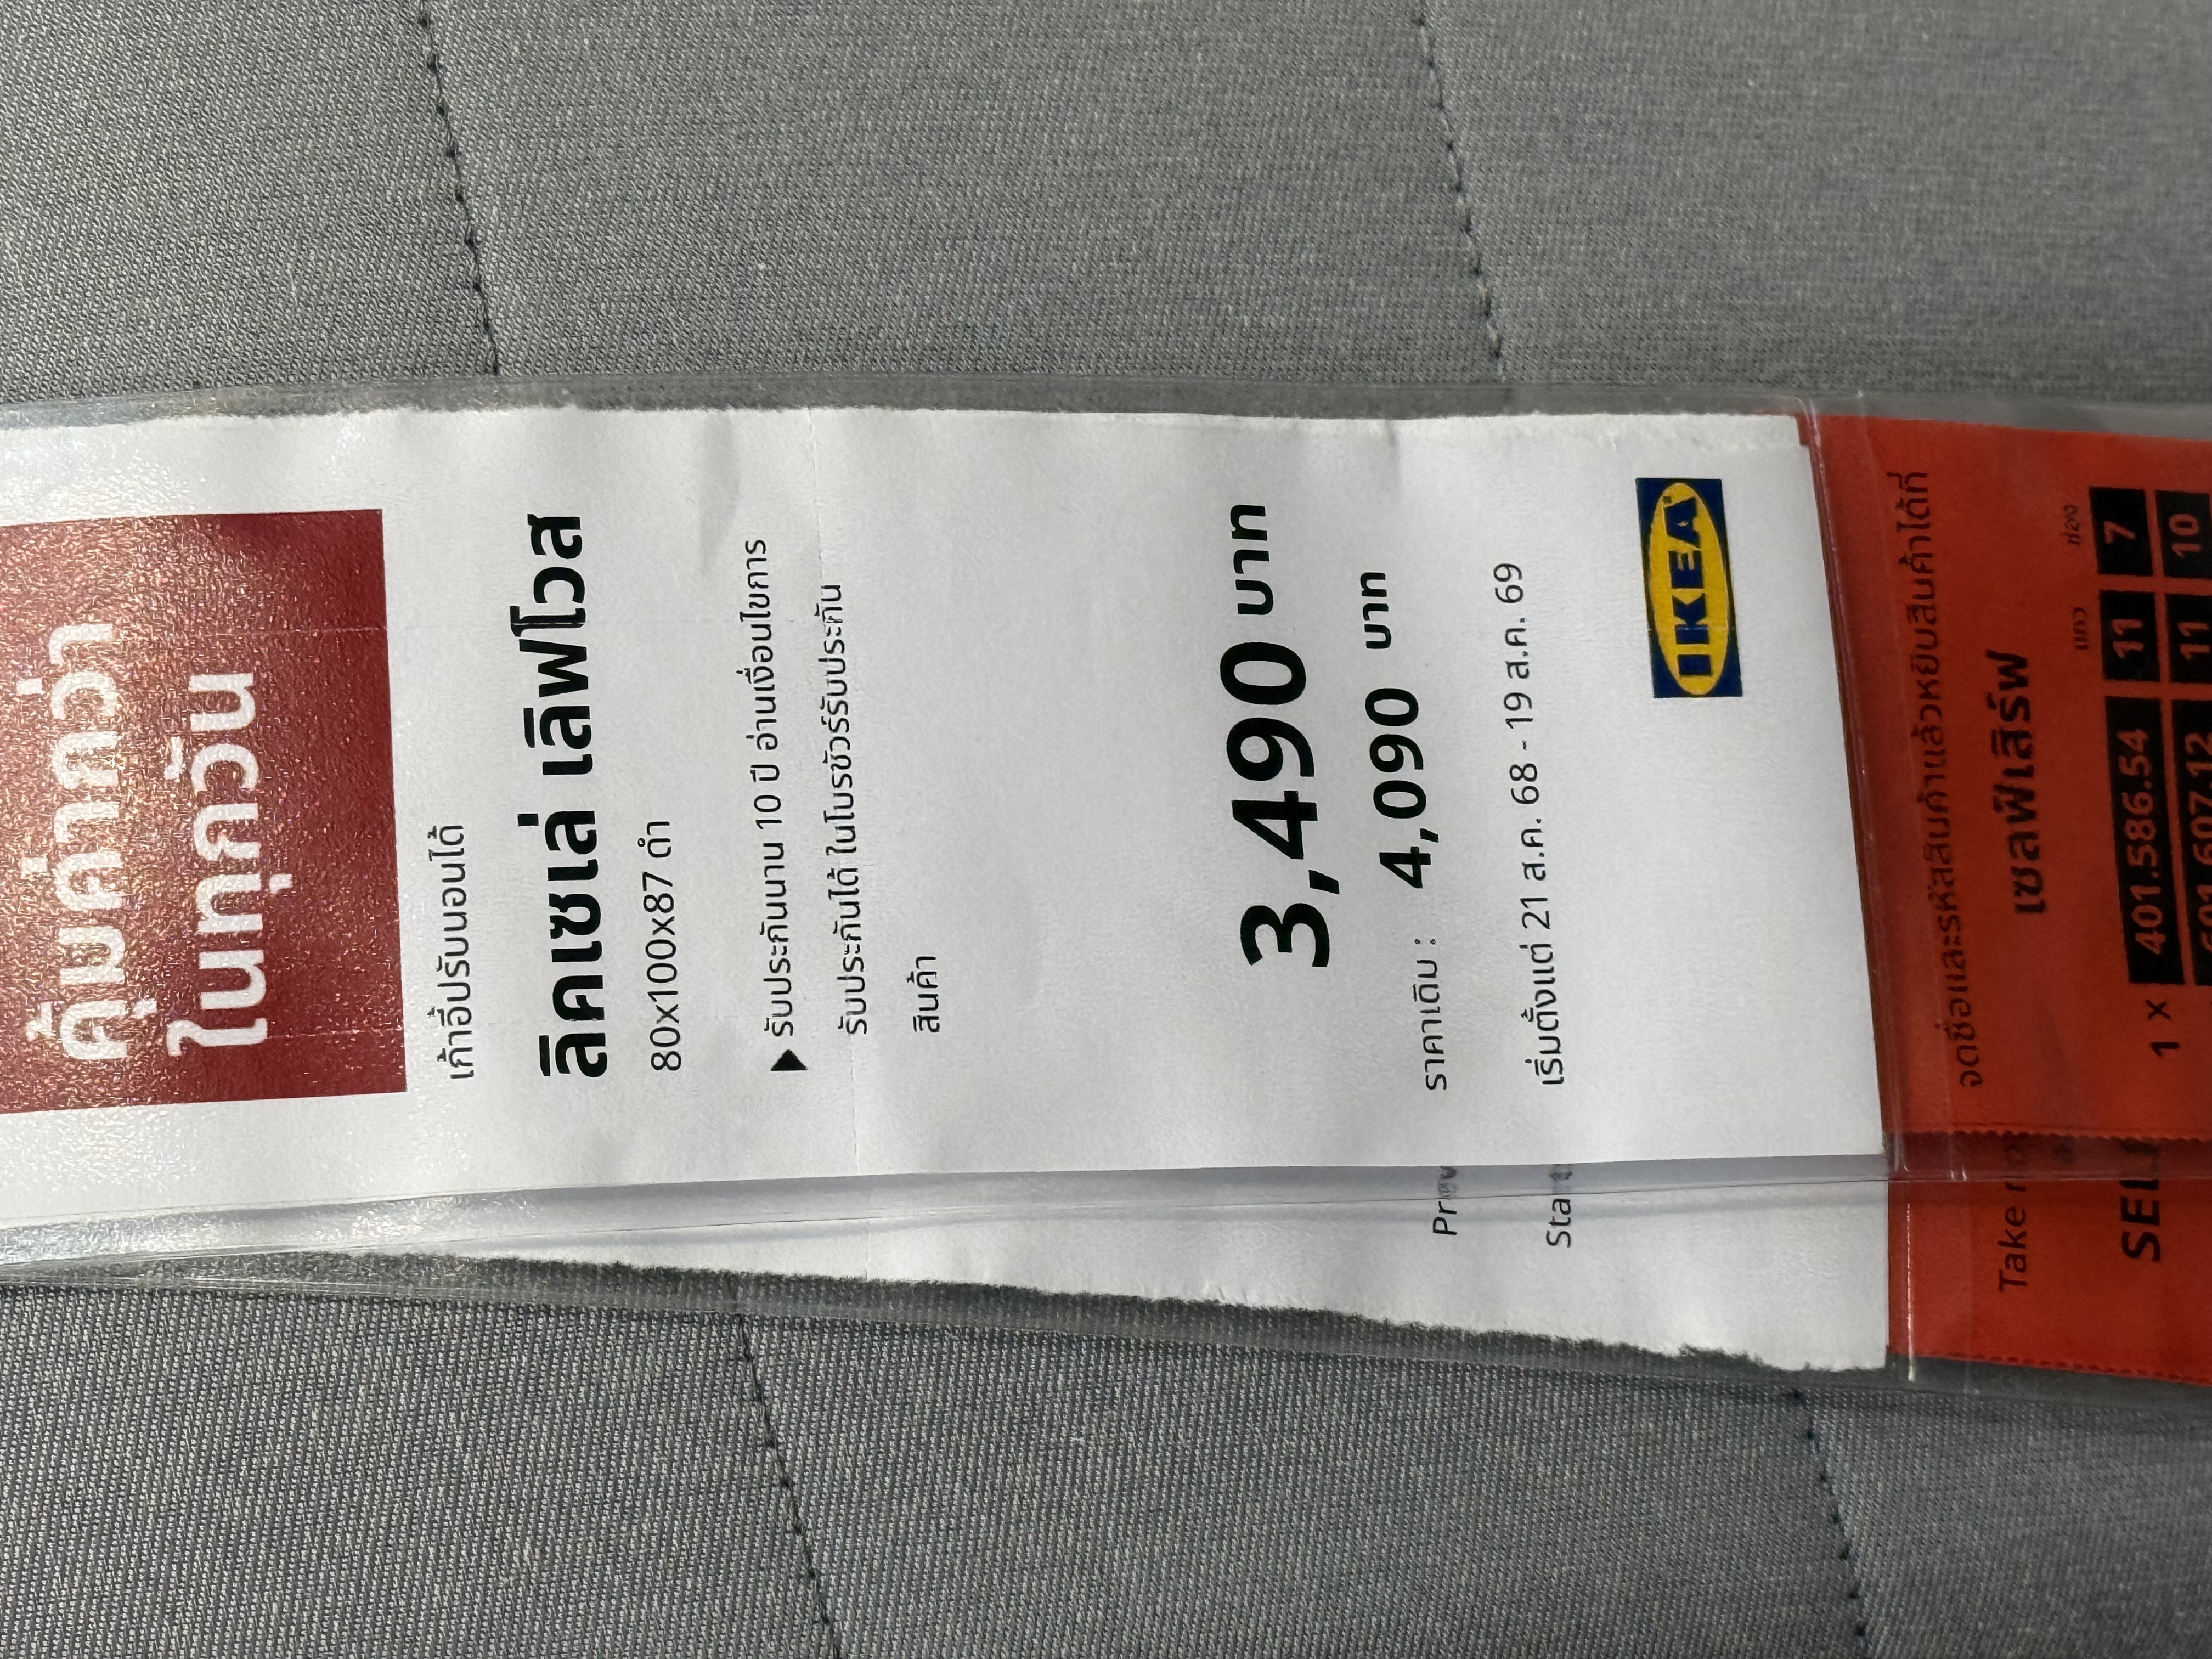 คุ้มค่ากว่า
ในทุกวัน
เก้าอี้ปรับนอนได้
ลิคเซเล่ เลิฟโวส
80x100x87 ดำ
▶ รับประกันนาน 10 ปี อ่านเงื่อนไขการ
รับประกันได้ ในโบรชัวร์รับประกัน
สินค้า
3,490 บาท
ราคาเดิม : 4,090 บาท
เริ่มตั้งแต่ 21 ส.ค. 68 - 19 ส.ค. 69
IKEA
จดชื่อและรหัสสินค้าแล้วหยิบสินค้าได้ที่
Take
เซลฟ์เสิร์ฟ
แถว ช่อง
1 x 401.586.54 11 7
601.607.12 11 10